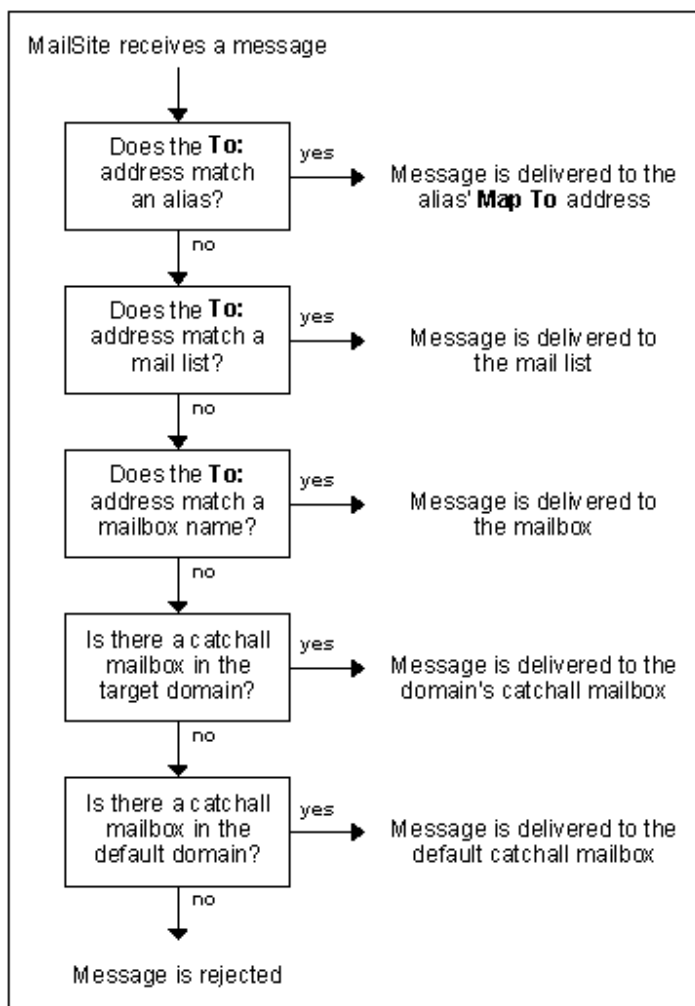 MailSite receives a message
Does the To:
address match
an alias?
yes
Message is delivered to the
alias' Map To address
no
Does the To:
address match a
mail list?
yes
Message is delivered to
the mail list
no
Does the To:
address match a
mailbox name?
yes
Message is delivered to
the mailbox
no
Is there a catchall
mailbox in the
target domain?
yes
Message is delivered to the
domain's catchall mailbox
no
Is there a catchall
mailbox in the
default domain?
yes
Message is delivered to the
default catchall mailbox
no
Message is rejected